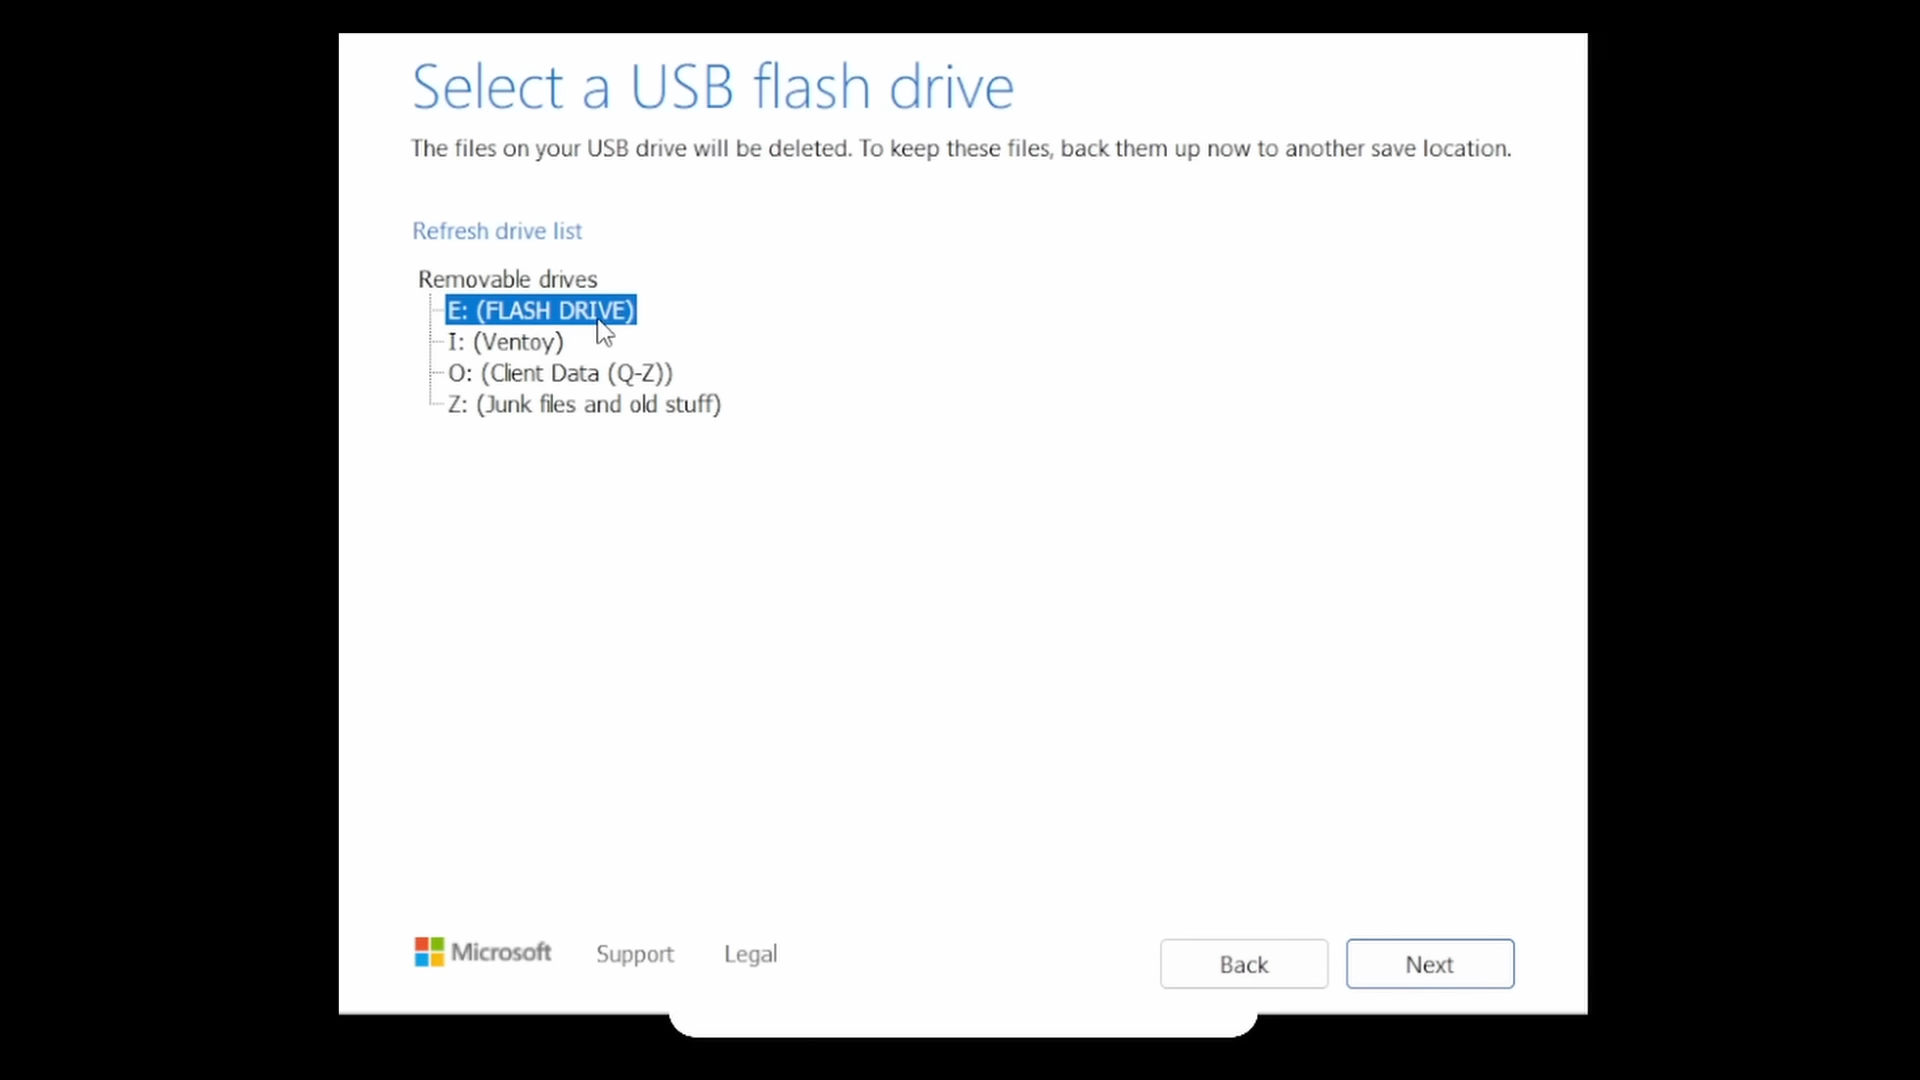 Select a USB flash drive
The files on your USB drive will be deleted. To keep these files, back them up now to another save location.
Refresh drive list
Removable drives
E: (FLASH DRIVE)
I: (Ventoy)
O: (Client Data (Q-Z))
Z: (Junk files and old stuff)
Microsoft Support Legal Back Next